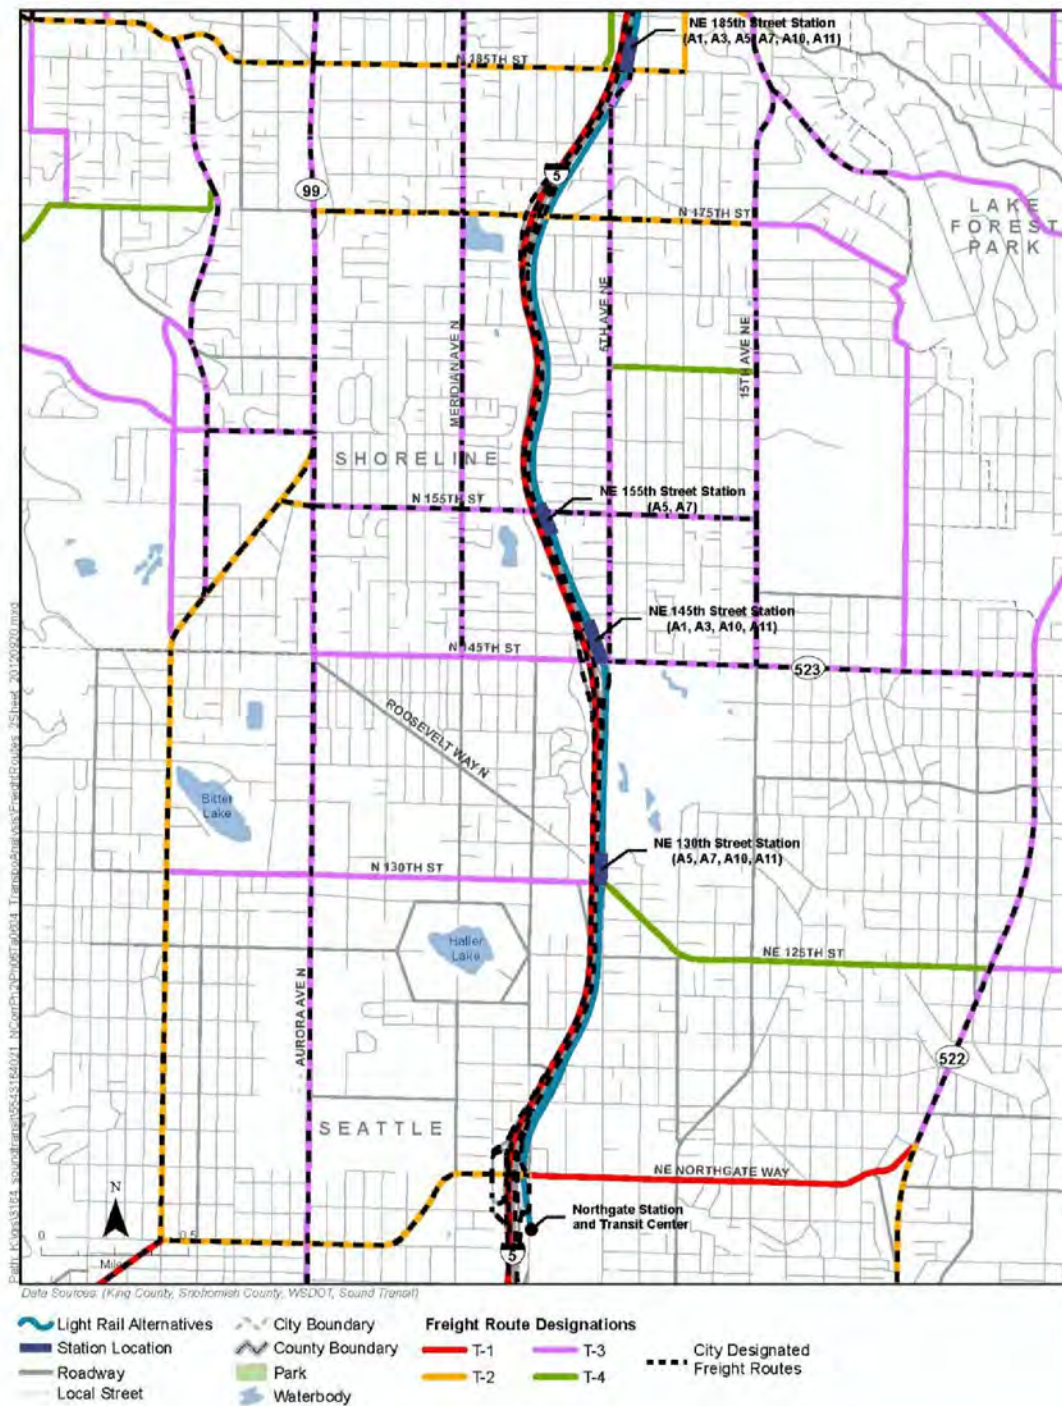 NE 185th Street Station
(A1, A3, A5, A7, A10, A11)
N 185TH ST
5
99
N 175TH ST
LAKE
FOREST
PARK
MERIDIAN AVE N
5TH AVE NE
15TH AVE NE
SHORELINE
NE 155th Street Station
(A5, A7)
N 155TH ST
NE 145th Street Station
(A1, A3, A10, A11)
N 145TH ST
523
ROOSEVELT WAY N
Bitter
Lake
NE 130th Street Station
(A5, A7, A10, A11)
N 130TH ST
Haller
Lake
NE 125TH ST
AURORA AVE N
522
SEATTLE
NE NORTHGATE WAY
N
Northgate Station
and Transit Center
0 0.5
Mile
5
Data Sources: (King County, Snohomish County, WSDOT, Sound Transit)
Light Rail Alternatives
Station Location
Roadway
Local Street
City Boundary
County Boundary
Park
Waterbody
Freight Route Designations
T-1
T-2
T-3
T-4
City Designated
Freight Routes